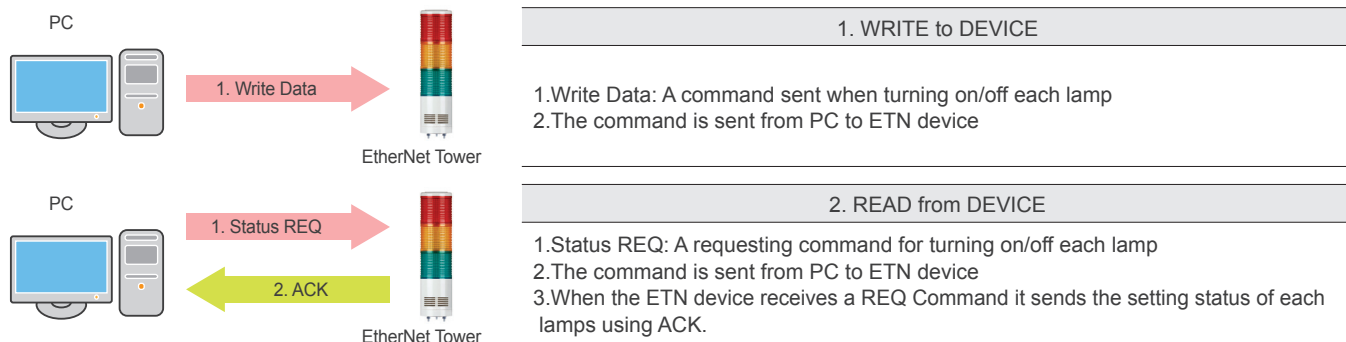 PC
1. Write Data
EtherNet Tower
1. WRITE to DEVICE
1.Write Data: A command sent when turning on/off each lamp
2.The command is sent from PC to ETN device
PC
1. Status REQ
2. ACK
EtherNet Tower
2. READ from DEVICE
1.Status REQ: A requesting command for turning on/off each lamp
2.The command is sent from PC to ETN device
3.When the ETN device receives a REQ Command it sends the setting status of each
lamps using ACK.